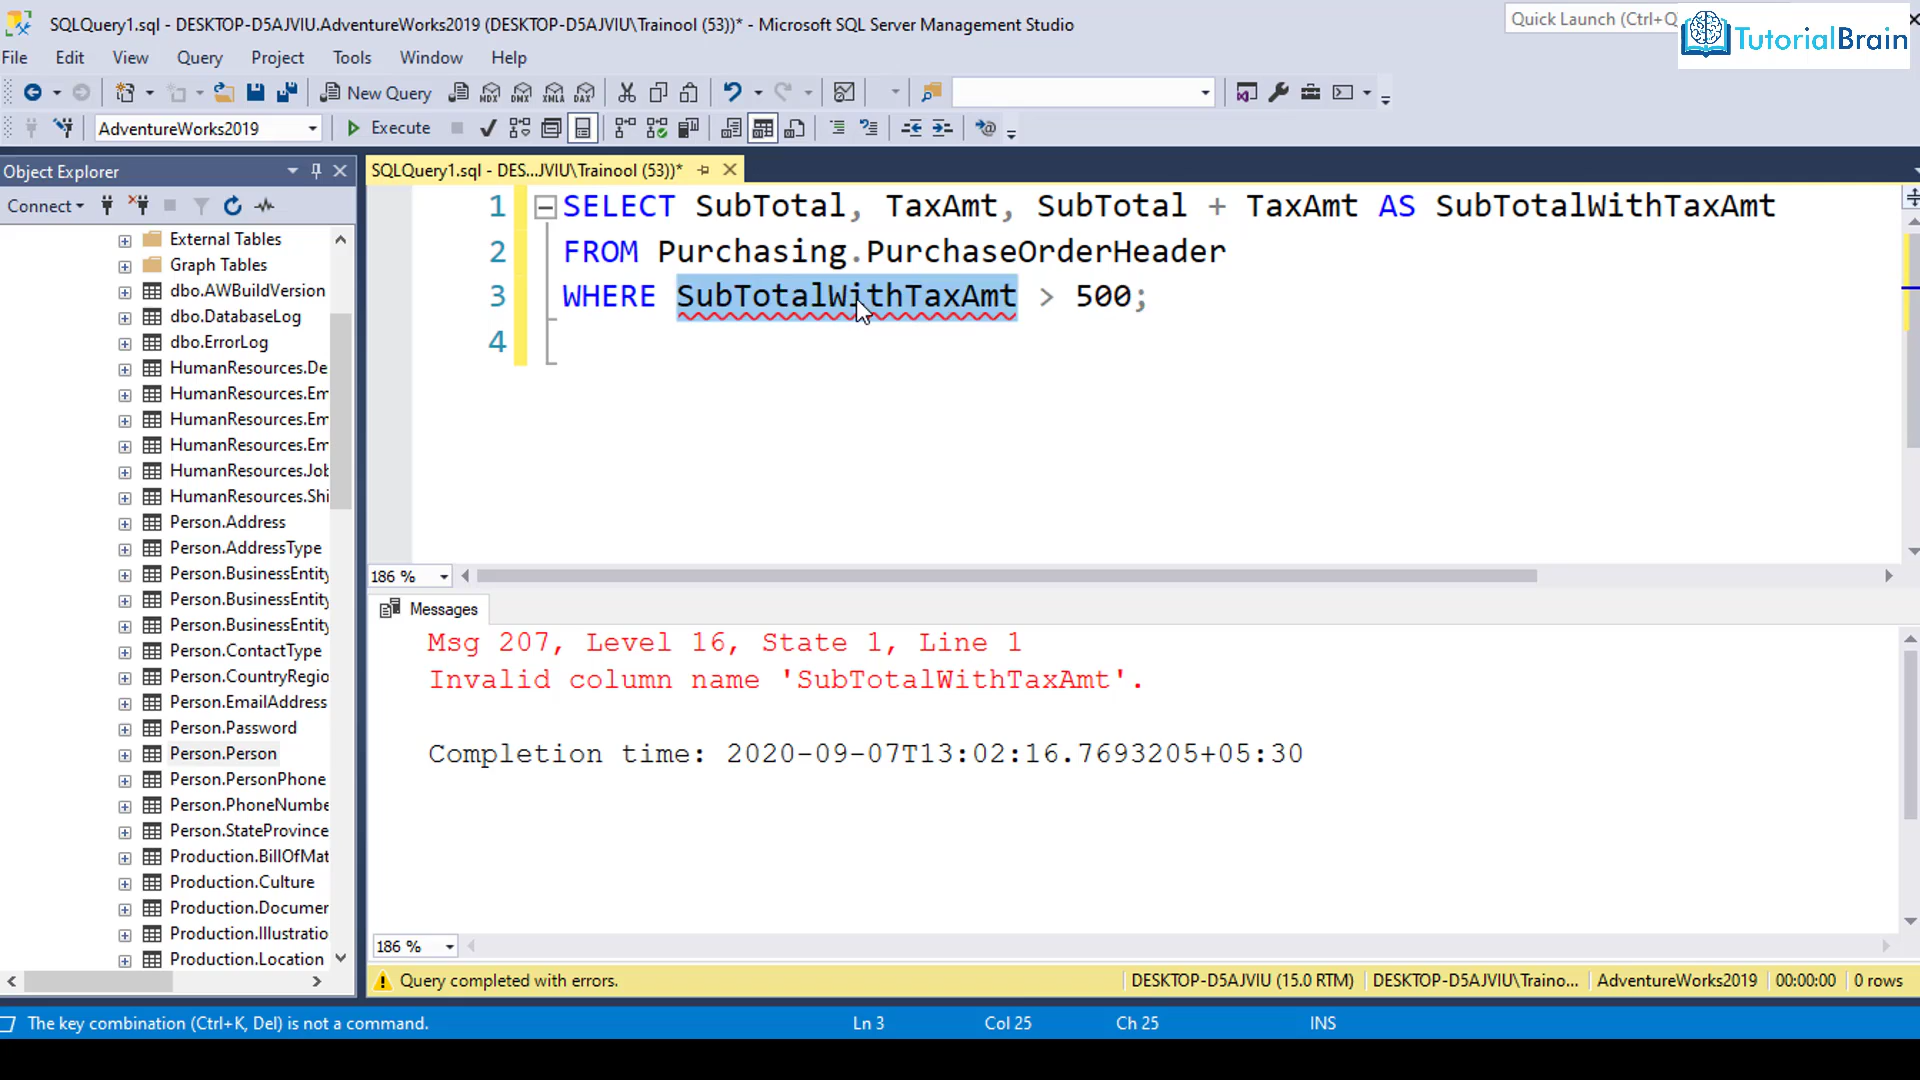 SQLQuery1.sql - DESKTOP-D5AJVIU.AdventureWorks2019 (DESKTOP-D5AJVIU\Trainool (53))* - Microsoft SQL Server Management Studio
Quick Launch (Ctrl+Q
TutorialBrain
File Edit View Query Project Tools Window Help
New Query
MDX DMX XMLA DAX
AdventureWorks2019
Execute
Object Explorer
SQLQuery1.sql - DES...JVIU\Trainool (53))*
Connect
External Tables
Graph Tables
dbo.AWBuildVersion
dbo.DatabaseLog
dbo.ErrorLog
HumanResources.De
HumanResources.Em
HumanResources.Em
HumanResources.Em
HumanResources.Job
HumanResources.Shi
Person.Address
Person.AddressType
Person.BusinessEntity
Person.BusinessEntity
Person.BusinessEntity
Person.ContactType
Person.CountryRegio
Person.EmailAddress
Person.Password
Person.Person
Person.PersonPhone
Person.PhoneNumbe
Person.StateProvince
Production.BillOfMat
Production.Culture
Production.Documen
Production.Illustratio
Production.Location
1 SELECT SubTotal, TaxAmt, SubTotal + TaxAmt AS SubTotalWithTaxAmt
2 FROM Purchasing.PurchaseOrderHeader
3 WHERE SubTotalWithTaxAmt > 500;
4
186 %
Messages
Msg 207, Level 16, State 1, Line 1
Invalid column name 'SubTotalWithTaxAmt'.
Completion time: 2020-09-07T13:02:16.7693205+05:30
186 %
Query completed with errors.
DESKTOP-D5AJVIU (15.0 RTM) DESKTOP-D5AJVIU\Traino... AdventureWorks2019 00:00:00 0 rows
The key combination (Ctrl+K, Del) is not a command.
Ln 3 Col 25 Ch 25 INS